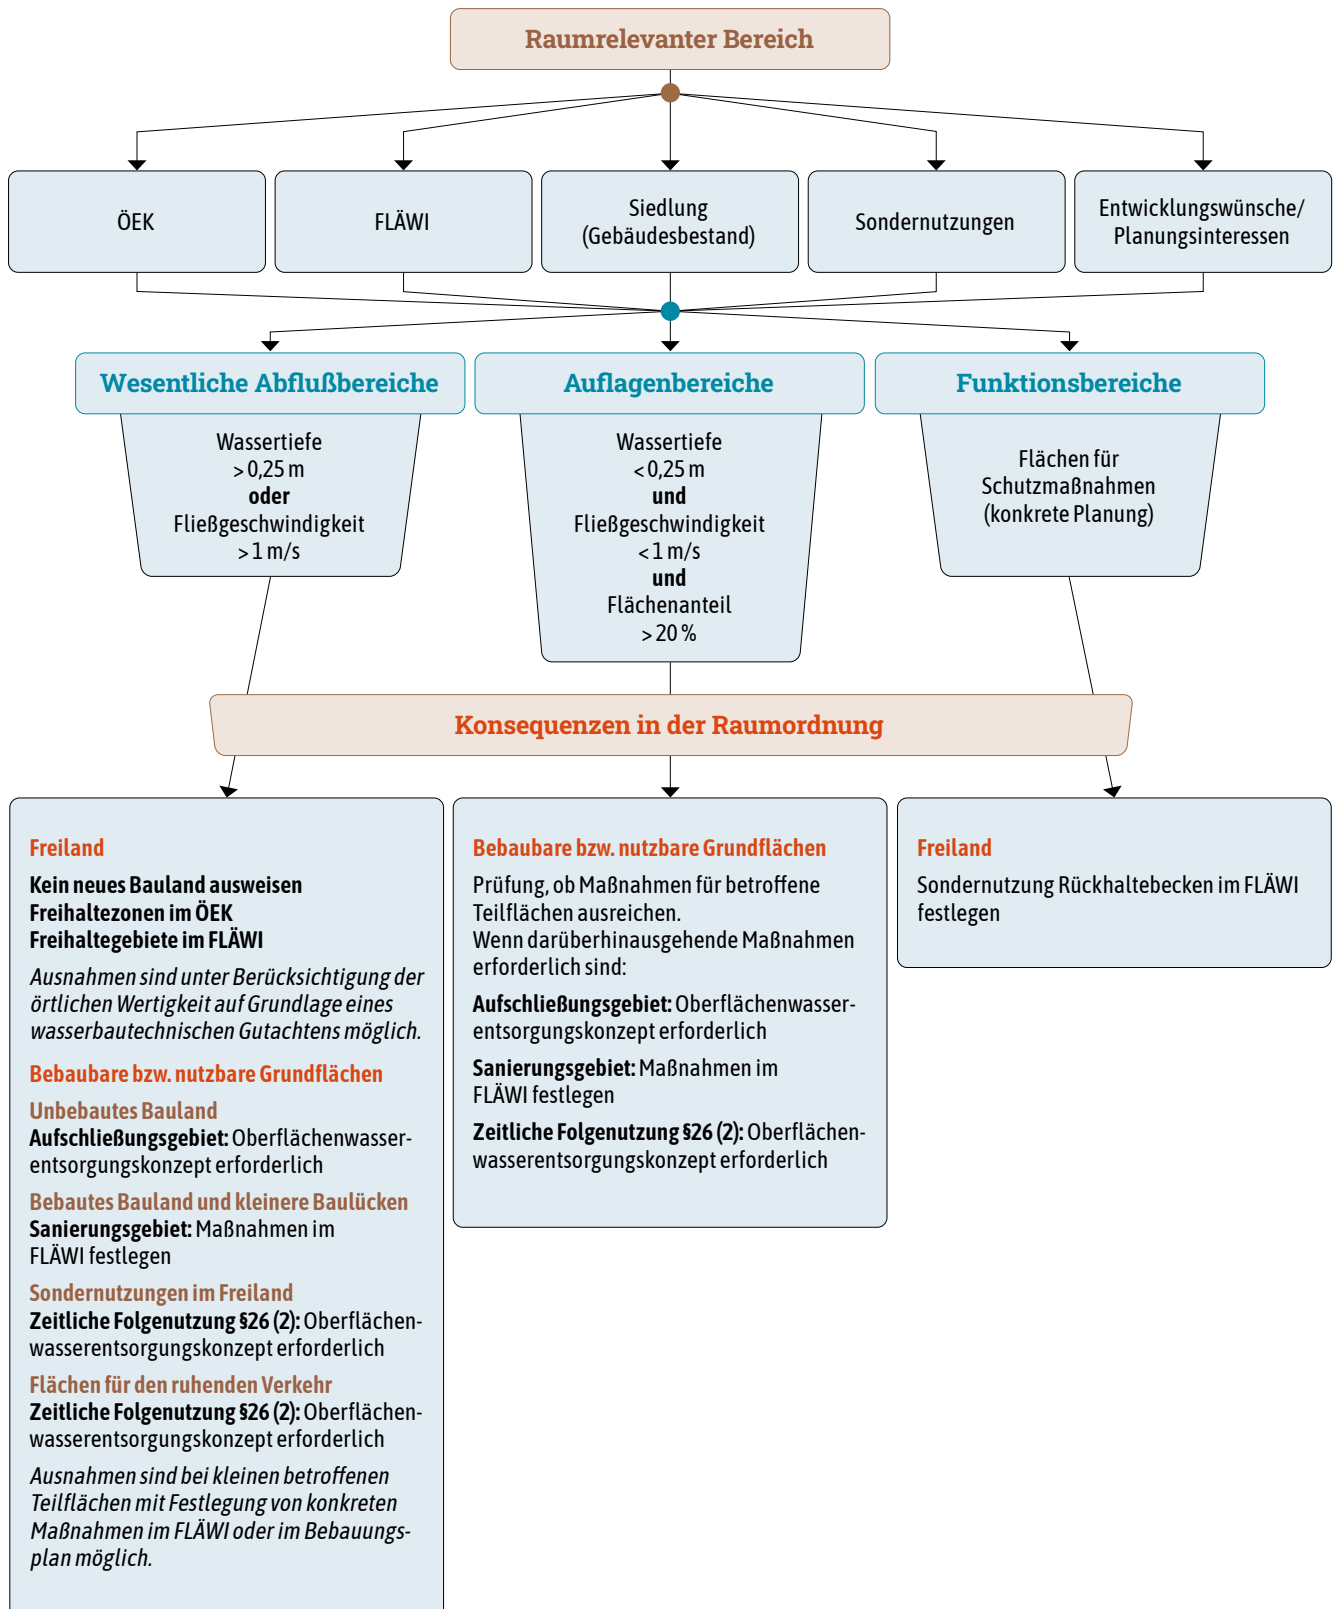 Raumrelevanter Bereich
ÖEK
FLÄWI
Siedlung
(Gebäudebestand)
Sondernutzungen
Entwicklungswünsche/
Planungsinteressen
Wesentliche Abflußbereiche
Wassertiefe
> 0,25 m
oder
Fließgeschwindigkeit
> 1 m/s
Auflagenbereiche
Wassertiefe
< 0,25 m
und
Fließgeschwindigkeit
< 1 m/s
und
Flächenanteil
> 20 %
Funktionsbereiche
Flächen für
Schutzmaßnahmen
(konkrete Planung)
Konsequenzen in der Raumordnung
Freiland
Kein neues Bauland ausweisen
Freihaltezonen im ÖEK
Freihaltegebiete im FLÄWI
Ausnahmen sind unter Berücksichtigung der
örtlichen Wertigkeit auf Grundlage eines
wasserbautechnischen Gutachtens möglich.
Bebaubare bzw. nutzbare Grundflächen
Unbebautes Bauland
Aufschließungsgebiet: Oberflächenwasser-
entsorgungskonzept erforderlich
Bebautes Bauland und kleinere Baulücken
Sanierungsgebiet: Maßnahmen im
FLÄWI festlegen
Sondernutzungen im Freiland
Zeitliche Folgenutzung §26 (2): Oberflächen-
wasserentsorgungskonzept erforderlich
Flächen für den ruhenden Verkehr
Zeitliche Folgenutzung §26 (2): Oberflächen-
wasserentsorgungskonzept erforderlich
Ausnahmen sind bei kleinen betroffenen
Teilflächen mit Festlegung von konkreten
Maßnahmen im FLÄWI oder im Bebauungs-
plan möglich.
Bebaubare bzw. nutzbare Grundflächen
Prüfung, ob Maßnahmen für betroffene
Teilflächen ausreichen.
Wenn darüberhinausgehende Maßnahmen
erforderlich sind:
Aufschließungsgebiet: Oberflächenwasser-
entsorgungskonzept erforderlich
Sanierungsgebiet: Maßnahmen im
FLÄWI festlegen
Zeitliche Folgenutzung §26 (2): Oberflächen-
wasserentsorgungskonzept erforderlich
Freiland
Sondernutzung Rückhaltebecken im FLÄWI
festlegen